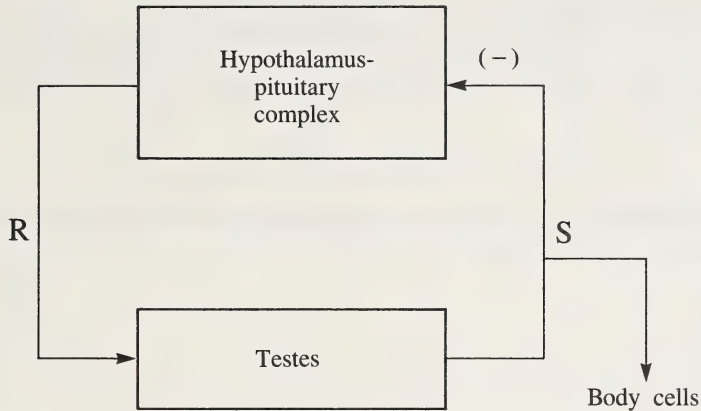 Hypothalamus-
pituitary
complex
(−)
R
S
Testes
Body cells